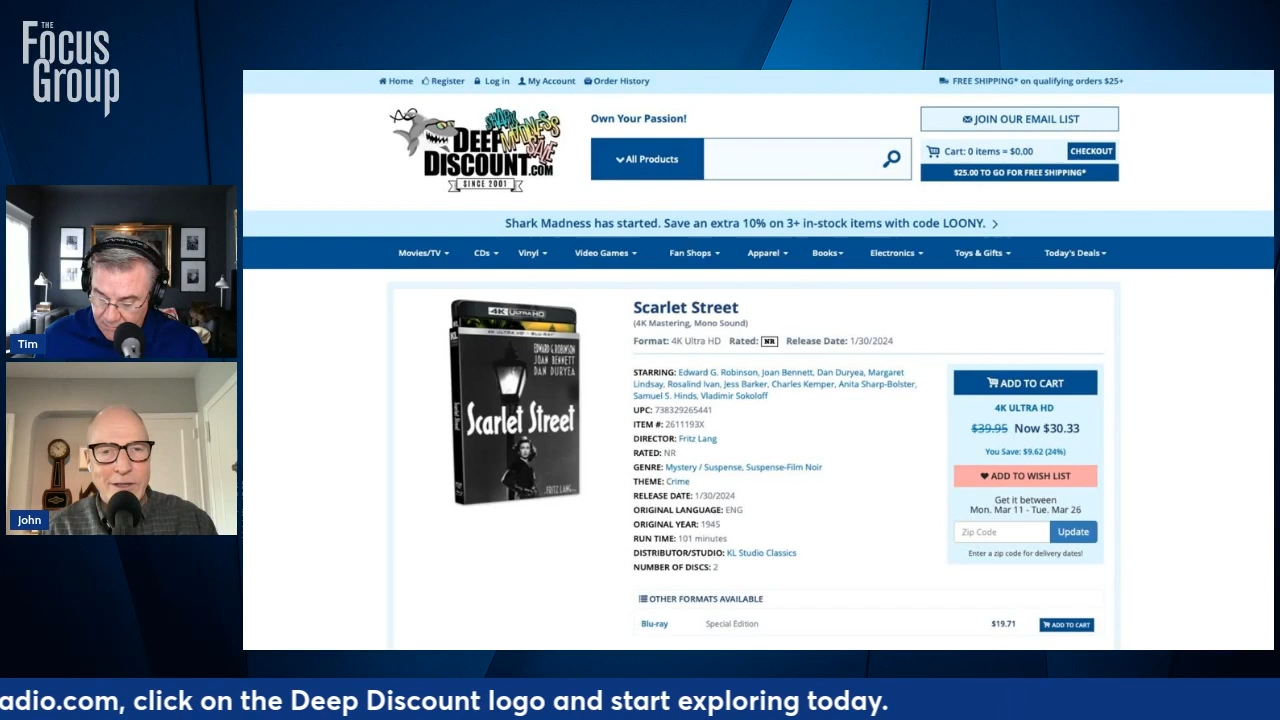 THE
Focus
Group
Home Register Log in My Account Order History
FREE SHIPPING* on qualifying orders $25+
SHARK MADNESS SALE
DEEP
DISCOUNT.COM
SINCE 2001
Own Your Passion!
All Products
JOIN OUR EMAIL LIST
Cart: 0 items = $0.00 CHECKOUT
$25.00 TO GO FOR FREE SHIPPING*
Shark Madness has started. Save an extra 10% on 3+ in-stock items with code LOONY.
Movies/TV CDs Vinyl Video Games Fan Shops Apparel Books Electronics Toys & Gifts Today's Deals
Tim
John
4K ULTRA HD
4K ULTRA HD + BLU-RAY
EDWARD G. ROBINSON
JOAN BENNETT
DAN DURYEA
Scarlet Street
Scarlet Street
FRITZ LANG
Scarlet Street
(4K Mastering, Mono Sound)
Format: 4K Ultra HD Rated: NR Release Date: 1/30/2024
STARRING: Edward G. Robinson, Joan Bennett, Dan Duryea, Margaret
Lindsay, Rosalind Ivan, Jess Barker, Charles Kemper, Anita Sharp-Bolster,
Samuel S. Hinds, Vladimir Sokoloff
UPC: 738329265441
ITEM #: 2611193X
DIRECTOR: Fritz Lang
RATED: NR
GENRE: Mystery / Suspense, Suspense-Film Noir
THEME: Crime
RELEASE DATE: 1/30/2024
ORIGINAL LANGUAGE: ENG
ORIGINAL YEAR: 1945
RUN TIME: 101 minutes
DISTRIBUTOR/STUDIO: KL Studio Classics
NUMBER OF DISCS: 2
ADD TO CART
4K ULTRA HD
$39.95 Now $30.33
You Save: $9.62 (24%)
ADD TO WISH LIST
Get it between
Mon. Mar 11 - Tue. Mar 26
Zip Code Update
Enter a zip code for delivery dates!
OTHER FORMATS AVAILABLE
Blu-ray Special Edition $19.71 ADD TO CART
adio.com, click on the Deep Discount logo and start exploring today.